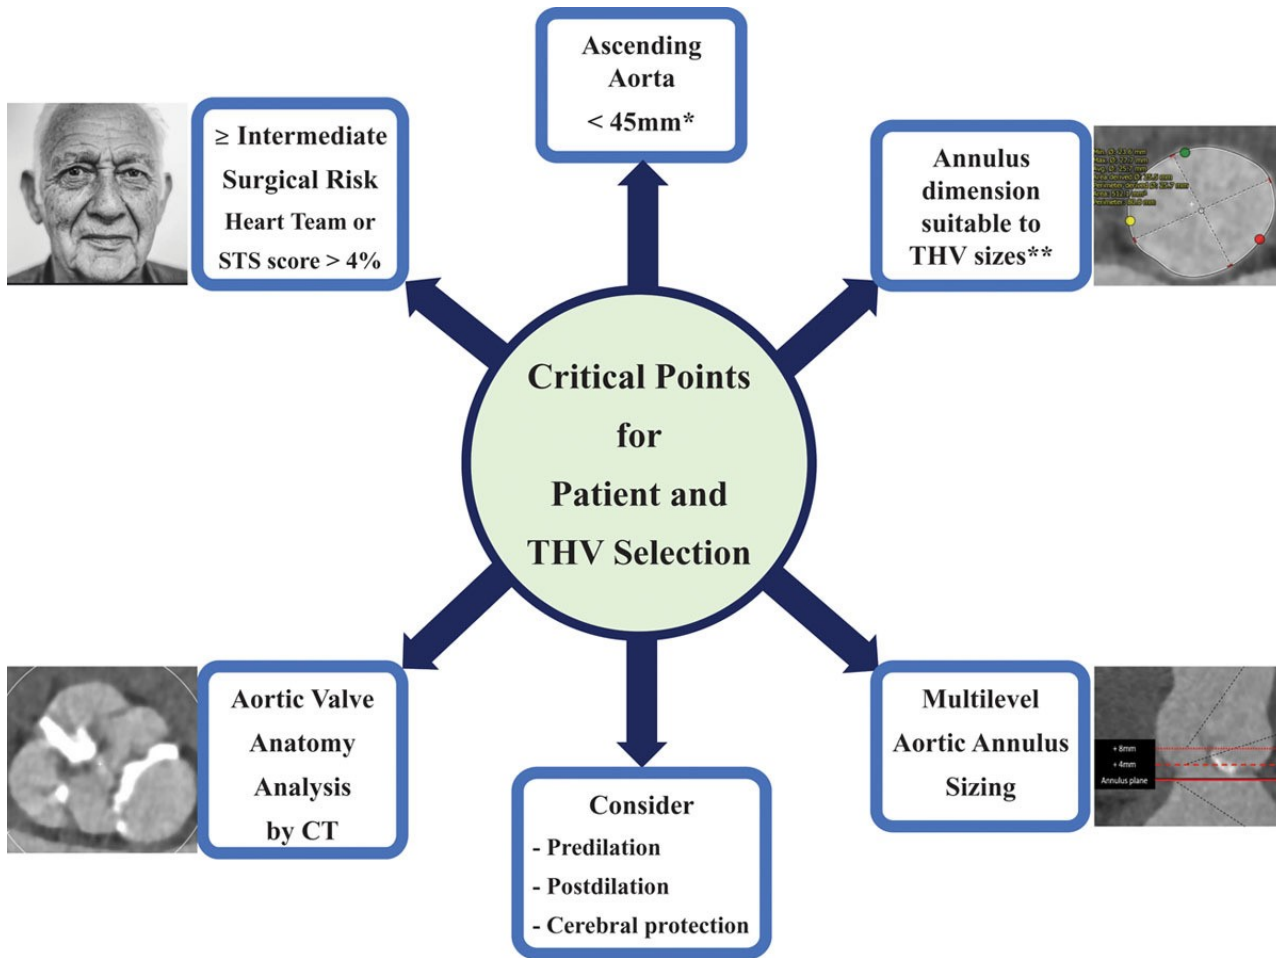 Ascending
Aorta
< 45mm*
≥ Intermediate
Surgical Risk
Heart Team or
STS score > 4%
Annulus
dimension
suitable to
THV sizes**
Critical Points
for
Patient and
THV Selection
Aortic Valve
Anatomy
Analysis
by CT
Consider
- Predilation
- Postdilation
- Cerebral protection
Multilevel
Aortic Annulus
Sizing
+ 8mm
+ 4mm
Annulus plane